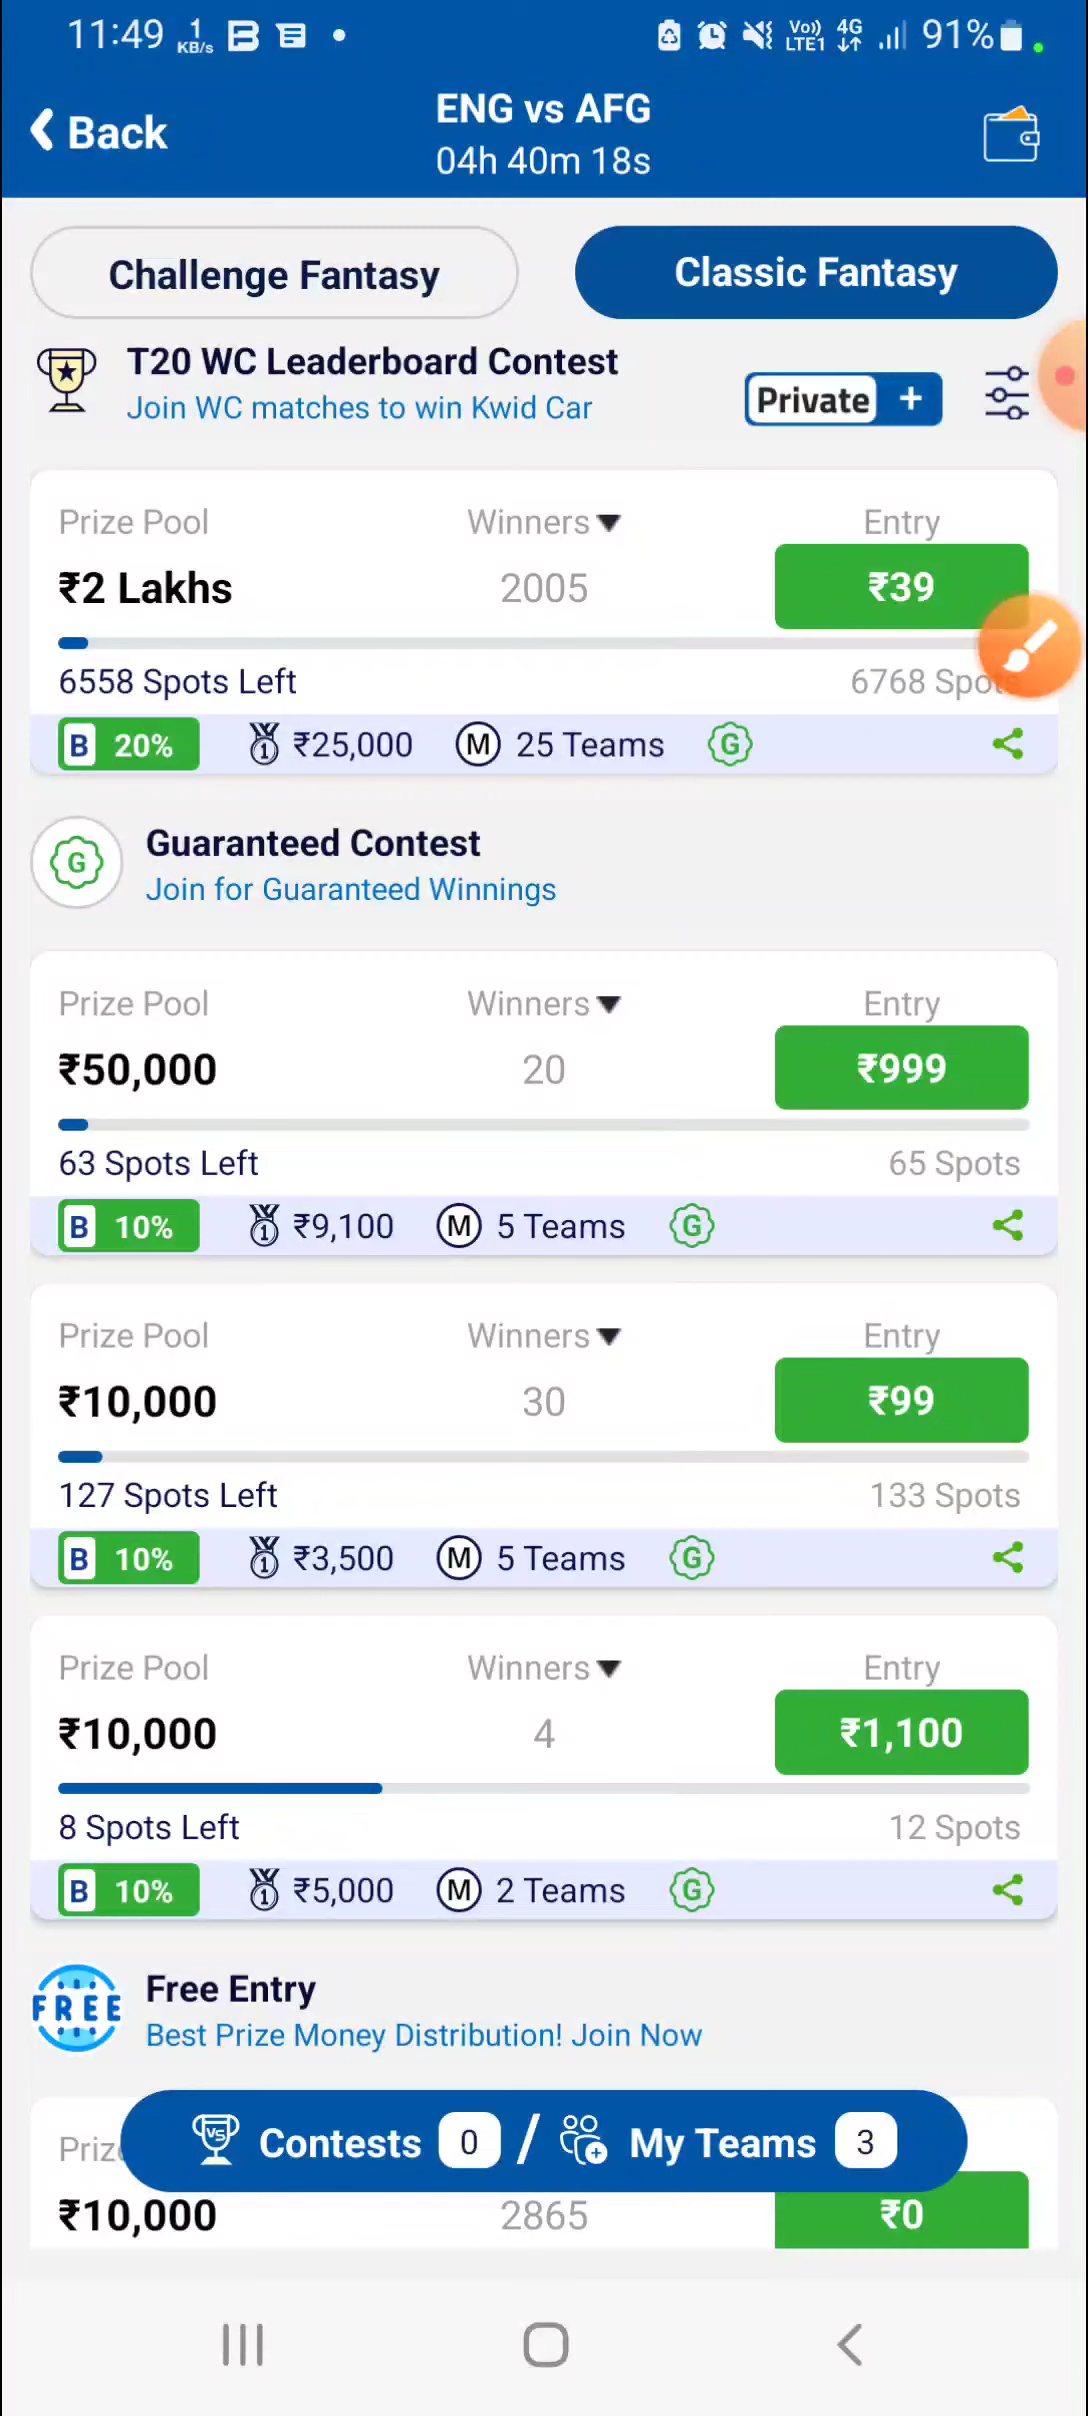 11:49 1 KB/s Vo)) LTE1 4G 91%
Back
ENG vs AFG
04h 40m 18s
Challenge Fantasy
Classic Fantasy
T20 WC Leaderboard Contest
Join WC matches to win Kwid Car
Private +
Prize Pool Winners Entry
₹2 Lakhs 2005 ₹39
6558 Spots Left 6768 Spots
B 20% 1 ₹25,000 M 25 Teams G
G Guaranteed Contest
Join for Guaranteed Winnings
Prize Pool Winners Entry
₹50,000 20 ₹999
63 Spots Left 65 Spots
B 10% 1 ₹9,100 M 5 Teams G
Prize Pool Winners Entry
₹10,000 30 ₹99
127 Spots Left 133 Spots
B 10% 1 ₹3,500 M 5 Teams G
Prize Pool Winners Entry
₹10,000 4 ₹1,100
8 Spots Left 12 Spots
B 10% 1 ₹5,000 M 2 Teams G
FREE Free Entry
Best Prize Money Distribution! Join Now
VS Contests 0 / My Teams 3
₹10,000 2865 ₹0